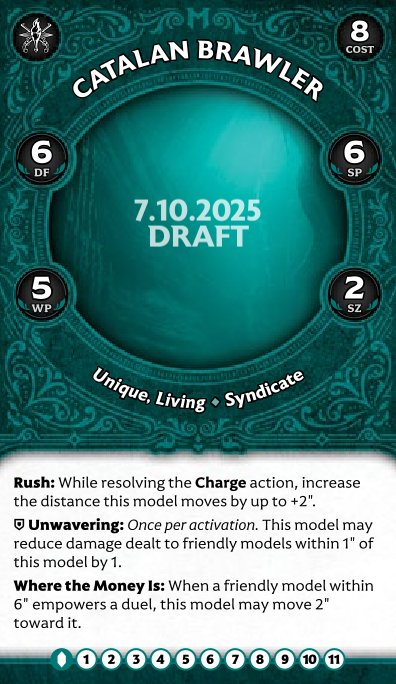 8
COST
CATALAN BRAWLER
6
DF
6
SP
7.10.2025
DRAFT
5
WP
2
SZ
Unique, Living ◆ Syndicate
Rush: While resolving the Charge action, increase
the distance this model moves by up to +2".
Unwavering: Once per activation. This model may
reduce damage dealt to friendly models within 1" of
this model by 1.
Where the Money Is: When a friendly model within
6" empowers a duel, this model may move 2"
toward it.
1 2 3 4 5 6 7 8 9 10 11